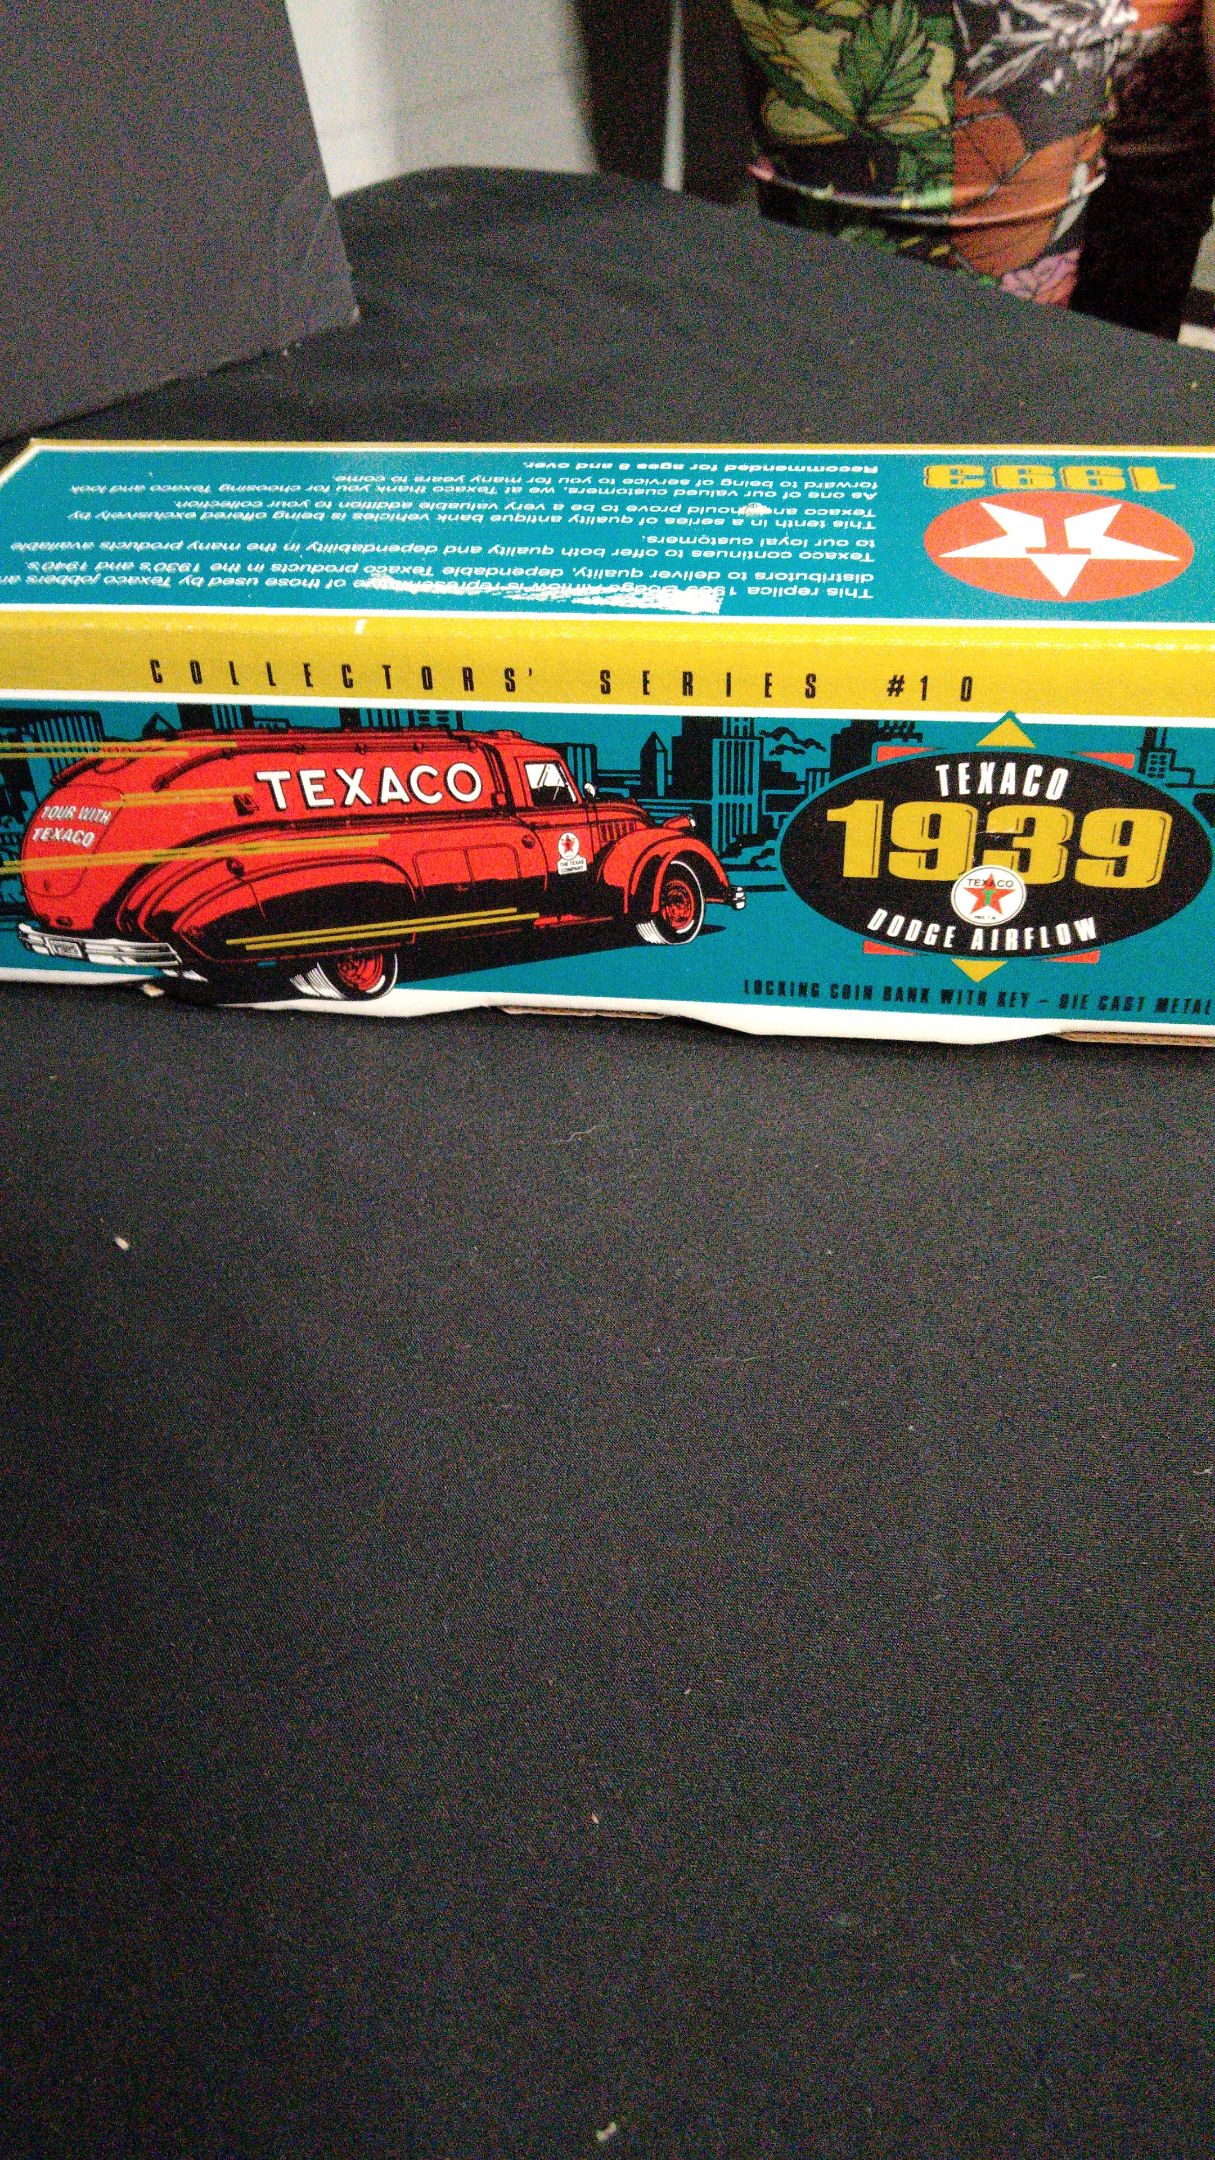 1993
This replica 1939 Dodge Airflow is representative of those used by Texaco jobbers an
distributors to deliver quality, dependable Texaco products in the 1930's and 1940's
Texaco continues to offer both quality and dependability in the many products available
to our loyal customers.
This tenth in a series of quality antique bank vehicles is being offered exclusively by
Texaco and should prove to be a very valuable addition to your collection.
As one of our valued customers, we at Texaco thank you for choosing Texaco, and look
forward to being of service to you for many years to come.
Recommended for ages 8 and over.
T
COLLECTORS' SERIES #10
TEXACO
TOUR WITH
TEXACO
THE TEXAS
COMPANY
TEXACO
1939
TEXACO
T
DODGE AIRFLOW
LOCKING COIN BANK WITH KEY – DIE CAST METAL